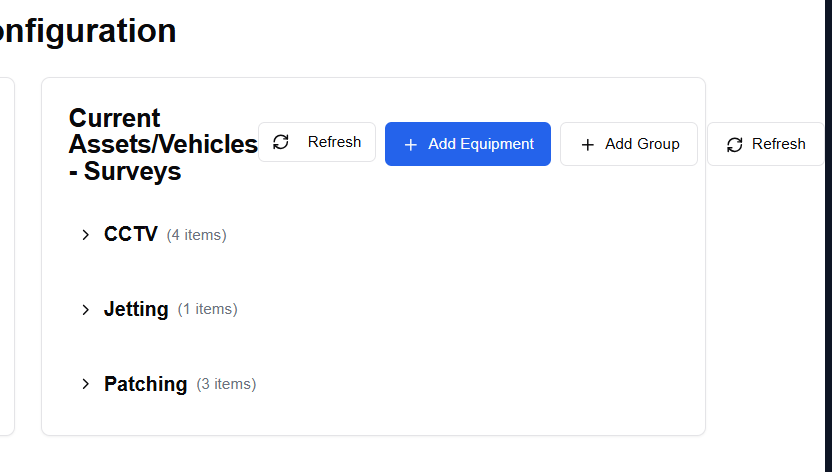 onfiguration
Current
Assets/Vehicles
- Surveys
Refresh
Add Equipment
Add Group
Refresh
CCTV (4 items)
Jetting (1 items)
Patching (3 items)